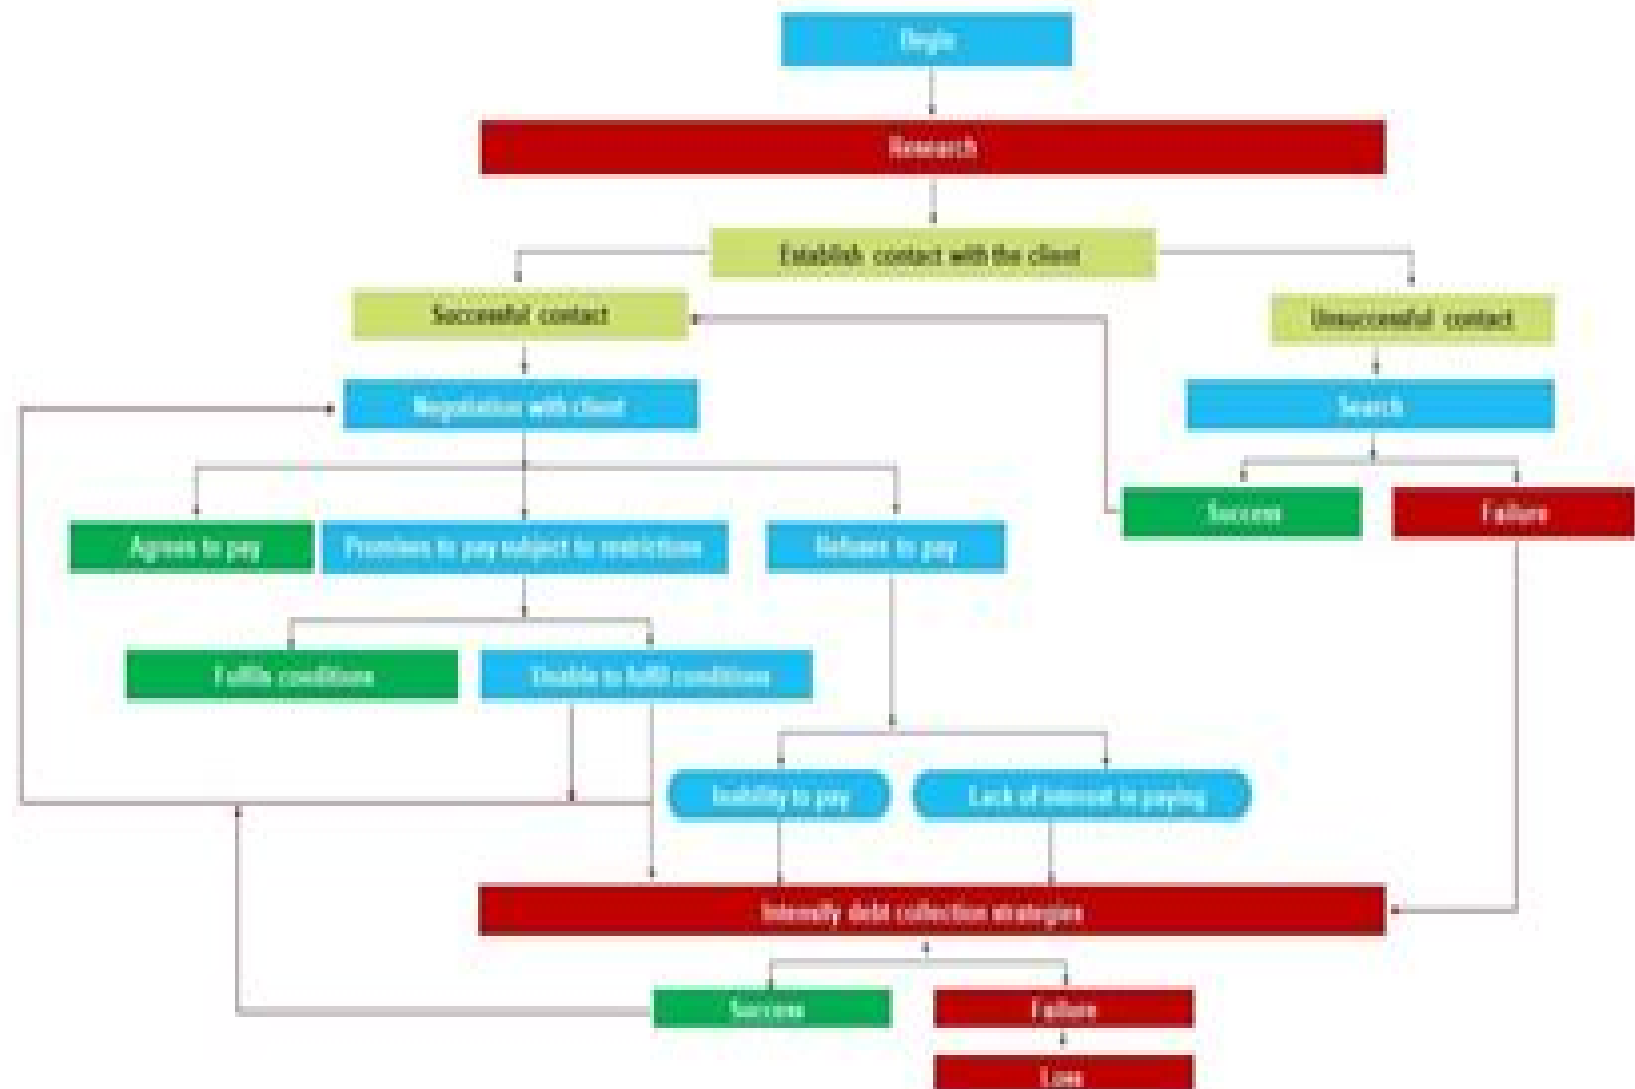 Begin
Research
Establish contact with the client
Successful contact
Unsuccessful contact
Negotiation with client
Search
Success
Failure
Agrees to pay
Promises to pay subject to restrictions
Refuses to pay
Fulfils conditions
Unable to fulfil conditions
Inability to pay
Lack of interest in paying
Intensify debt collection strategies
Success
Failure
Loss